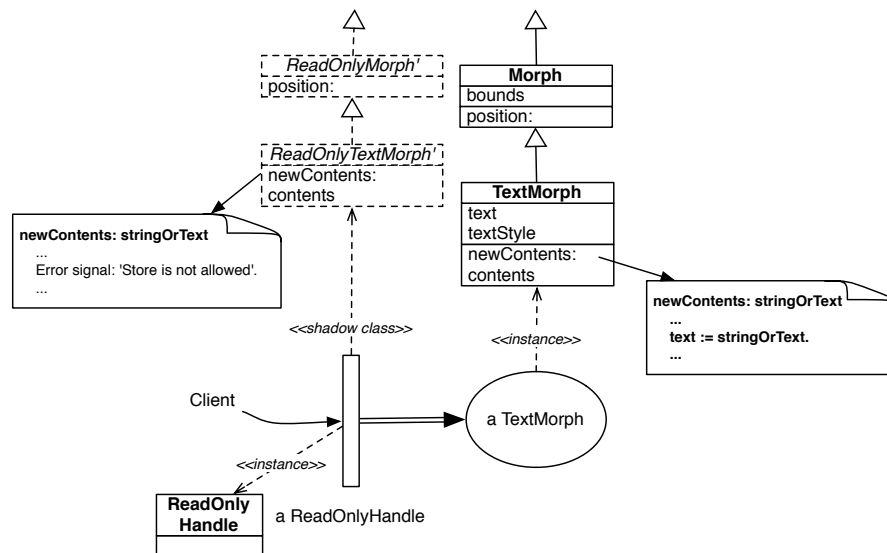 ReadOnlyMorph'
position:
Morph
bounds
position:
ReadOnlyTextMorph'
newContents:
contents
TextMorph
text
textStyle
newContents:
contents
newContents: stringOrText
...
Error signal: 'Store is not allowed'.
...
newContents: stringOrText
...
text := stringOrText.
...
<<shadow class>>
<<instance>>
Client
a TextMorph
<<instance>>
ReadOnly
Handle
a ReadOnlyHandle